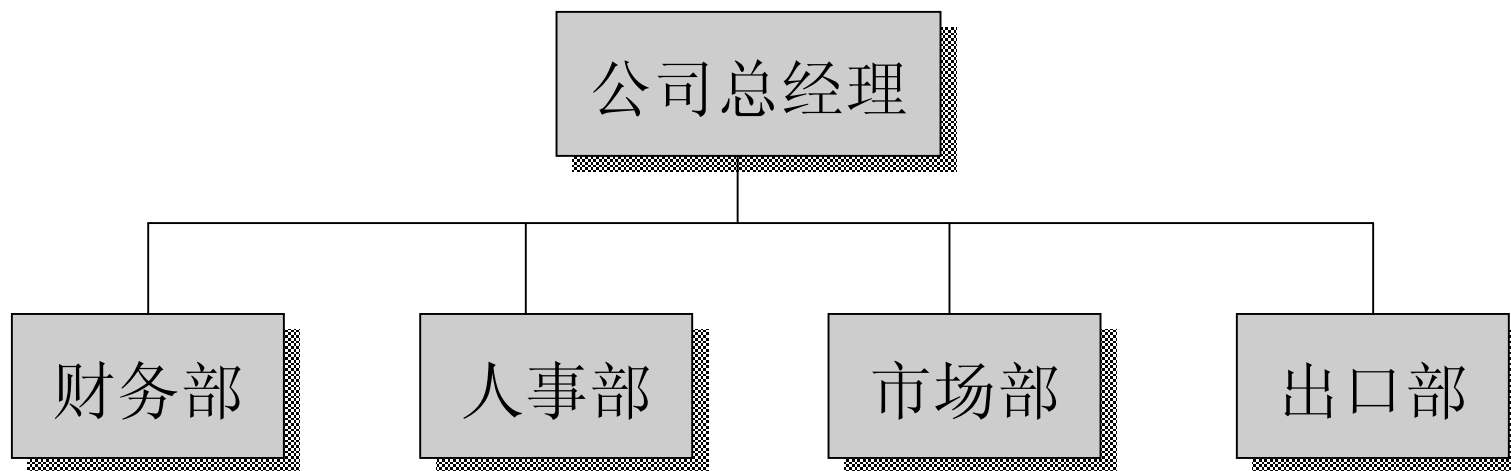 公司总经理
财务部
人事部
市场部
出口部